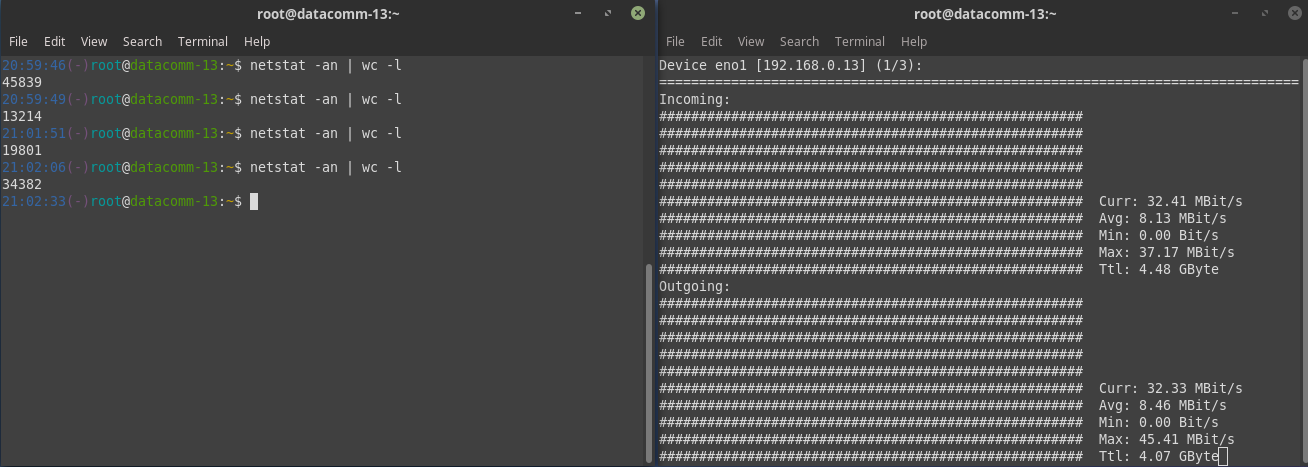 root@datacomm-13:~
File Edit View Search Terminal Help
20:59:46(-)root@datacomm-13:~$ netstat -an | wc -l
45839
20:59:49(-)root@datacomm-13:~$ netstat -an | wc -l
13214
21:01:51(-)root@datacomm-13:~$ netstat -an | wc -l
19801
21:02:06(-)root@datacomm-13:~$ netstat -an | wc -l
34382
21:02:33(-)root@datacomm-13:~$
root@datacomm-13:~
File Edit View Search Terminal Help
Device eno1 [192.168.0.13] (1/3):
================================================================================
Incoming:
#####################################################
#####################################################
#####################################################
#####################################################
#####################################################
##################################################### Curr: 32.41 MBit/s
##################################################### Avg: 8.13 MBit/s
##################################################### Min: 0.00 Bit/s
##################################################### Max: 37.17 MBit/s
##################################################### Ttl: 4.48 GByte
Outgoing:
#####################################################
#####################################################
#####################################################
#####################################################
#####################################################
##################################################### Curr: 32.33 MBit/s
##################################################### Avg: 8.46 MBit/s
##################################################### Min: 0.00 Bit/s
##################################################### Max: 45.41 MBit/s
##################################################### Ttl: 4.07 GByte